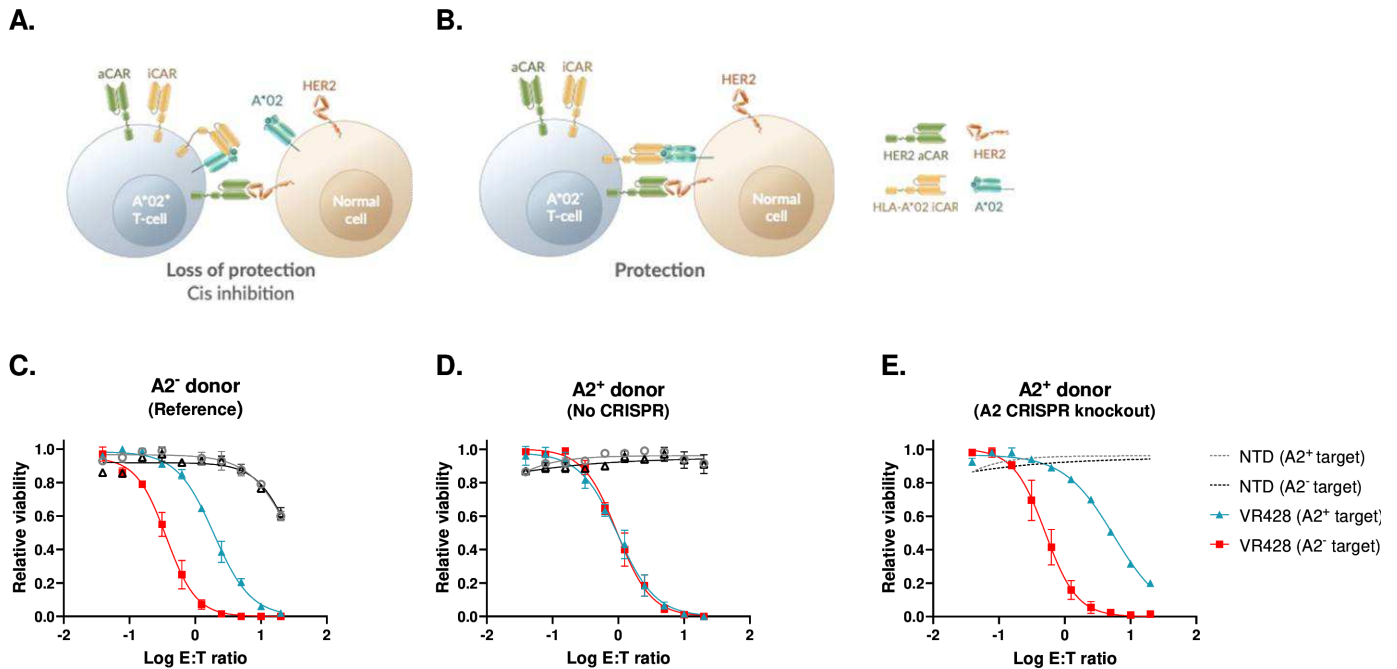 A.
B.
aCAR
iCAR
A*02
HER2
A*02⁺
T-cell
Normal
cell
Loss of protection
Cis inhibition
aCAR
iCAR
HER2
A*02⁻
T-cell
Normal
cell
Protection
HER2 aCAR
HER2
HLA-A*02 iCAR
A*02
C.
A2⁻ donor
(Reference)
Relative viability
1.0
0.8
0.6
0.4
0.2
0.0
-2
-1
0
1
2
Log E:T ratio
D.
A2⁺ donor
(No CRISPR)
Relative viability
1.0
0.8
0.6
0.4
0.2
0.0
-2
-1
0
1
2
Log E:T ratio
E.
A2⁺ donor
(A2 CRISPR knockout)
Relative viability
1.0
0.8
0.6
0.4
0.2
0.0
-2
-1
0
1
2
Log E:T ratio
NTD (A2⁺ target)
NTD (A2⁻ target)
VR428 (A2⁺ target)
VR428 (A2⁻ target)